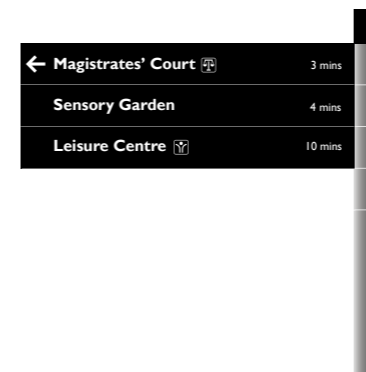 Magistrates’ Court 3 mins
Sensory Garden 4 mins
Leisure Centre 10 mins